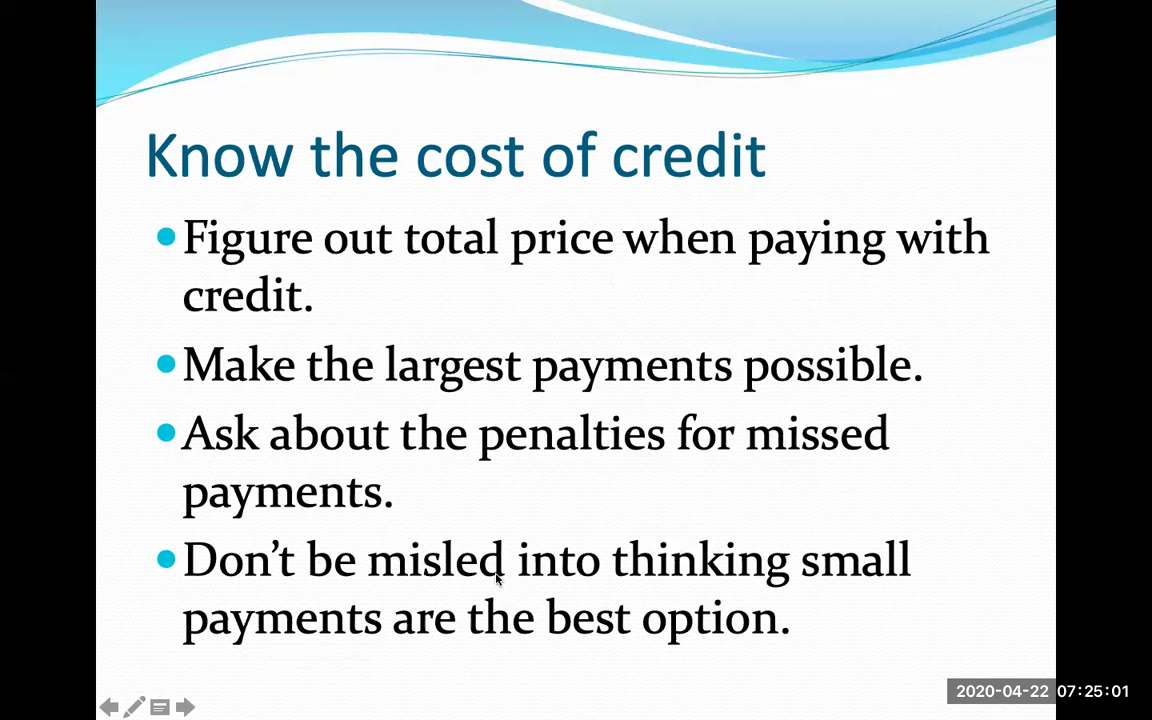 Know the cost of credit
•Figure out total price when paying with
credit.
•Make the largest payments possible.
•Ask about the penalties for missed
payments.
•Don’t be misled into thinking small
payments are the best option.
2020-04-22 07:25:01